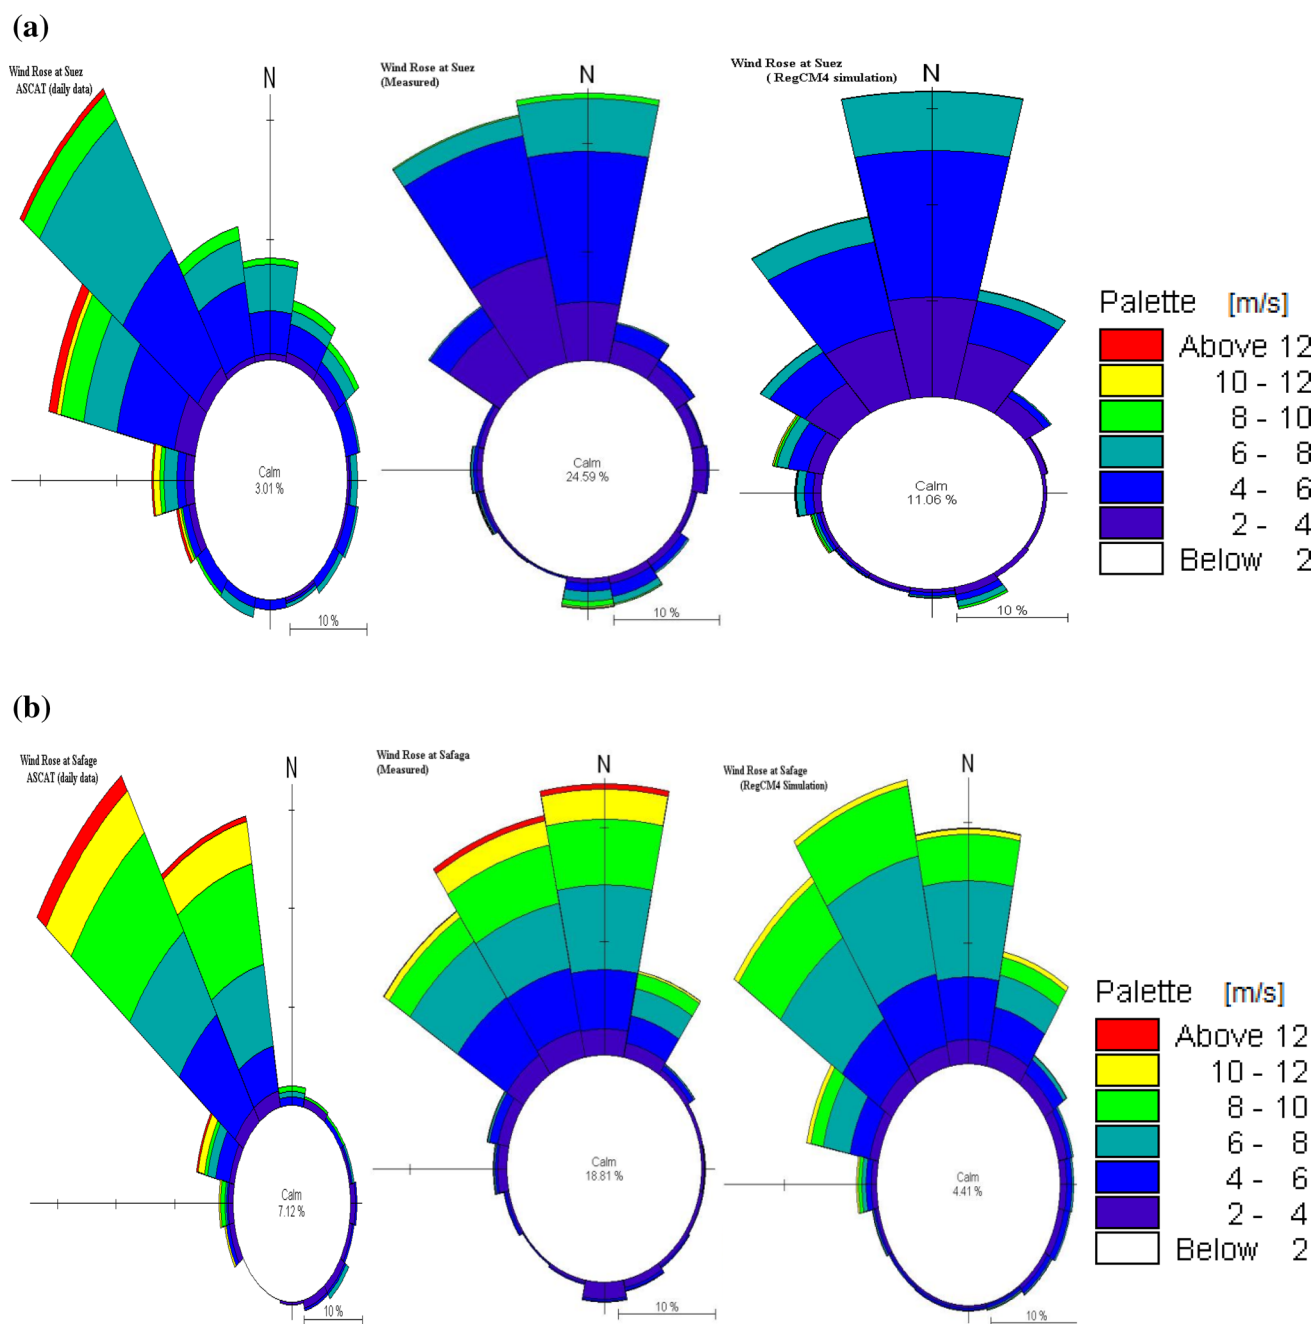 (a)
Wind Rose at Suez
ASCAT (daily data)
N
Calm
3.01 %
10 %
Wind Rose at Suez
(Measured)
N
Calm
24.59 %
10 %
Wind Rose at Suez
( RegCM4 simulation)
N
Calm
11.06 %
10 %
Palette [m/s]
Above 12
10 - 12
8 - 10
6 - 8
4 - 6
2 - 4
Below 2
(b)
Wind Rose at Safage
ASCAT (daily data)
N
Calm
7.12 %
10 %
Wind Rose at Safaga
(Measured)
N
Calm
18.81 %
10 %
Wind Rose at Safage
(RegCM4 Simulation)
N
Calm
4.41 %
10 %
Palette [m/s]
Above 12
10 - 12
8 - 10
6 - 8
4 - 6
2 - 4
Below 2